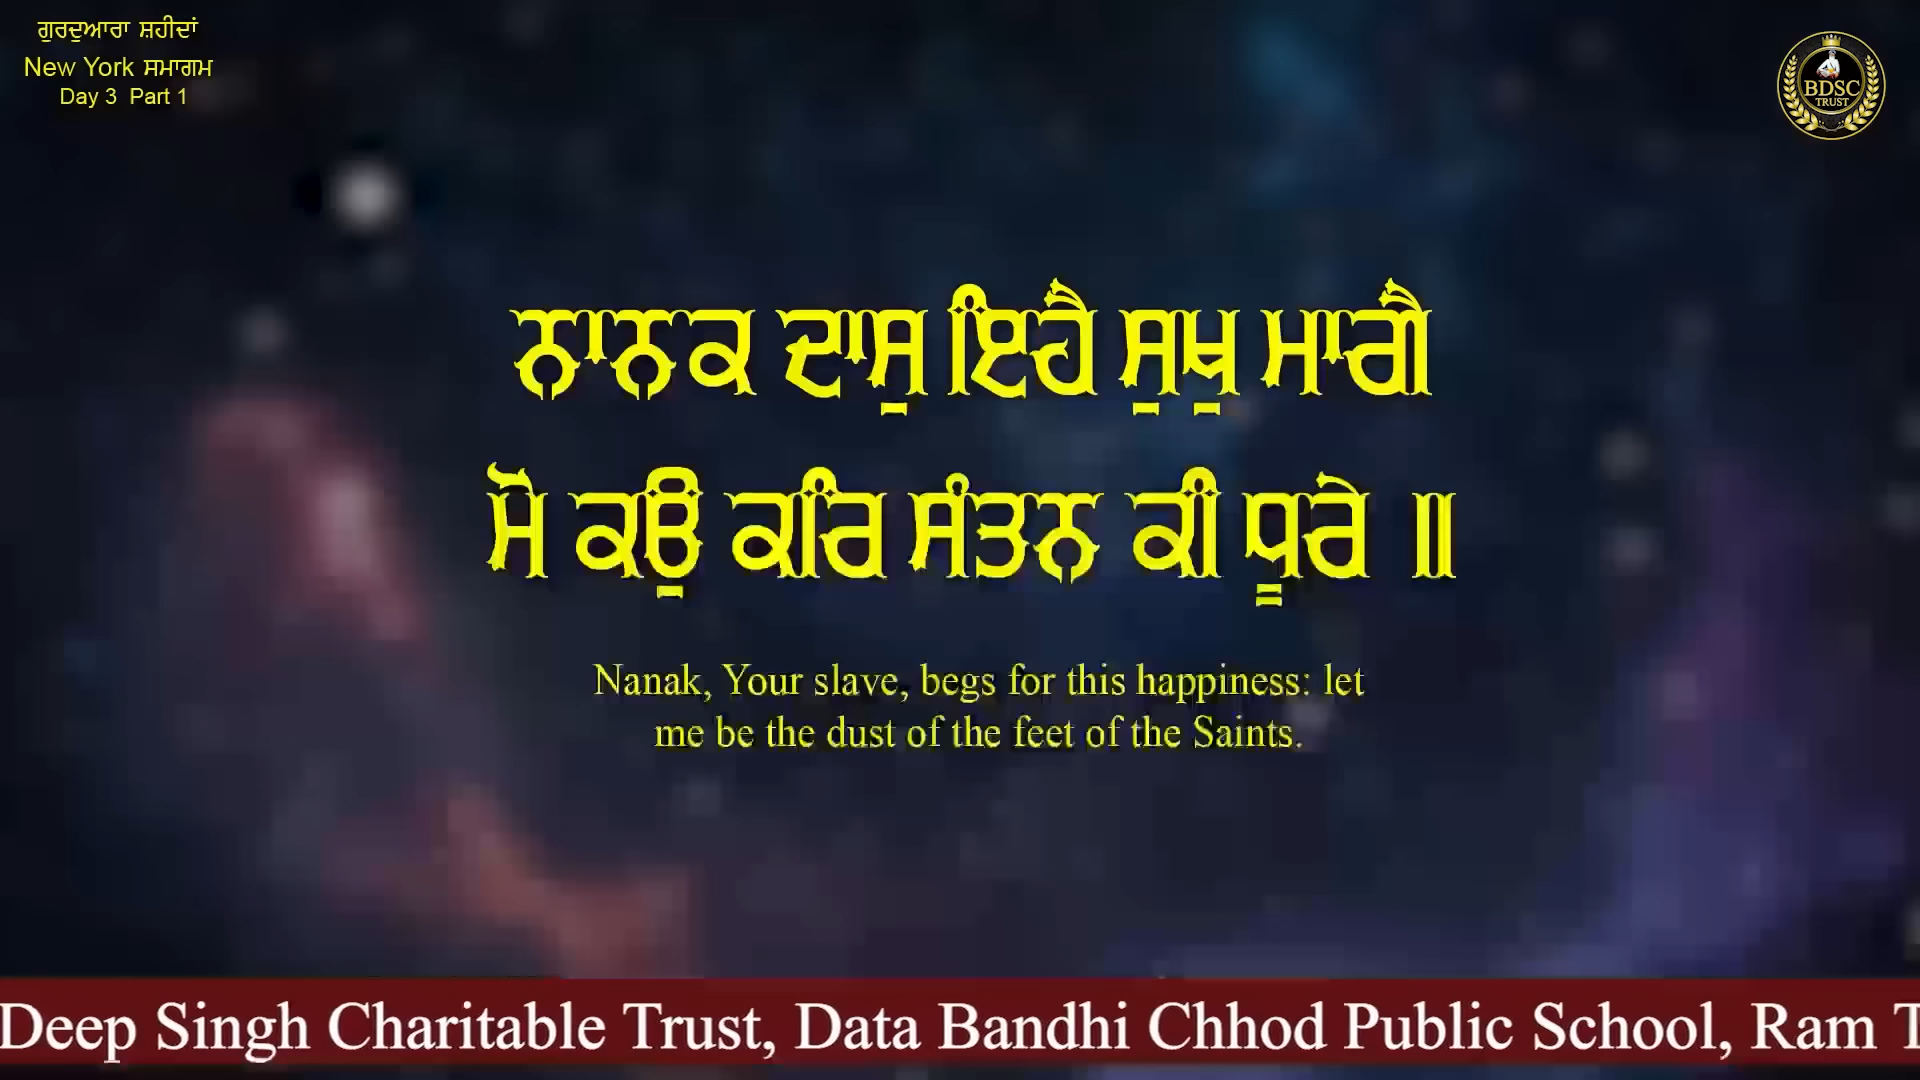 ਗੁਰਦੁਆਰਾ ਸ਼ਹੀਦਾਂ
New York ਸਮਾਗਮ
Day 3 Part 1
BDSC
TRUST
ਨਾਨਕ ਦਾਸੁ ਇਹੈ ਸੁਖੁ ਮਾਗੈ
ਮੋ ਕਉ ਕਰਿ ਸੰਤਨ ਕੀ ਧੂਰੇ ॥
Nanak, Your slave, begs for this happiness: let
me be the dust of the feet of the Saints.
Deep Singh Charitable Trust, Data Bandhi Chhod Public School, Ram